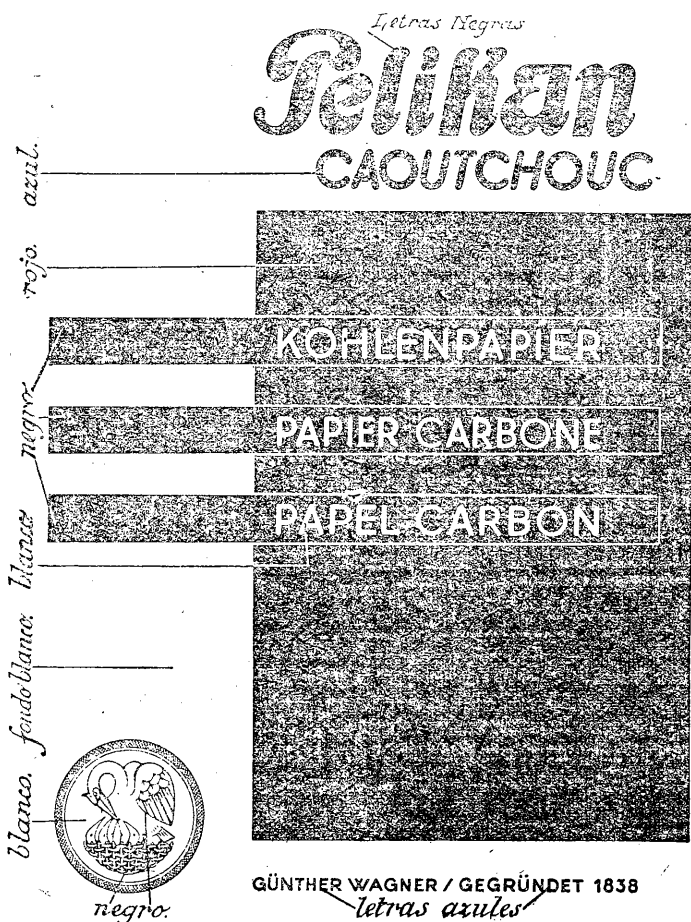 Letras Negras
Pelikan
CAOUTCHOUC
azul.
rojo.
KOHLENPAPIER
negro.
PAPIER CARBONE
PAPEL CARBON
blanco.
fondo blanco.
blanco.
negro.
GÜNTHER WAGNER / GEGRÜNDET 1838
letras azules